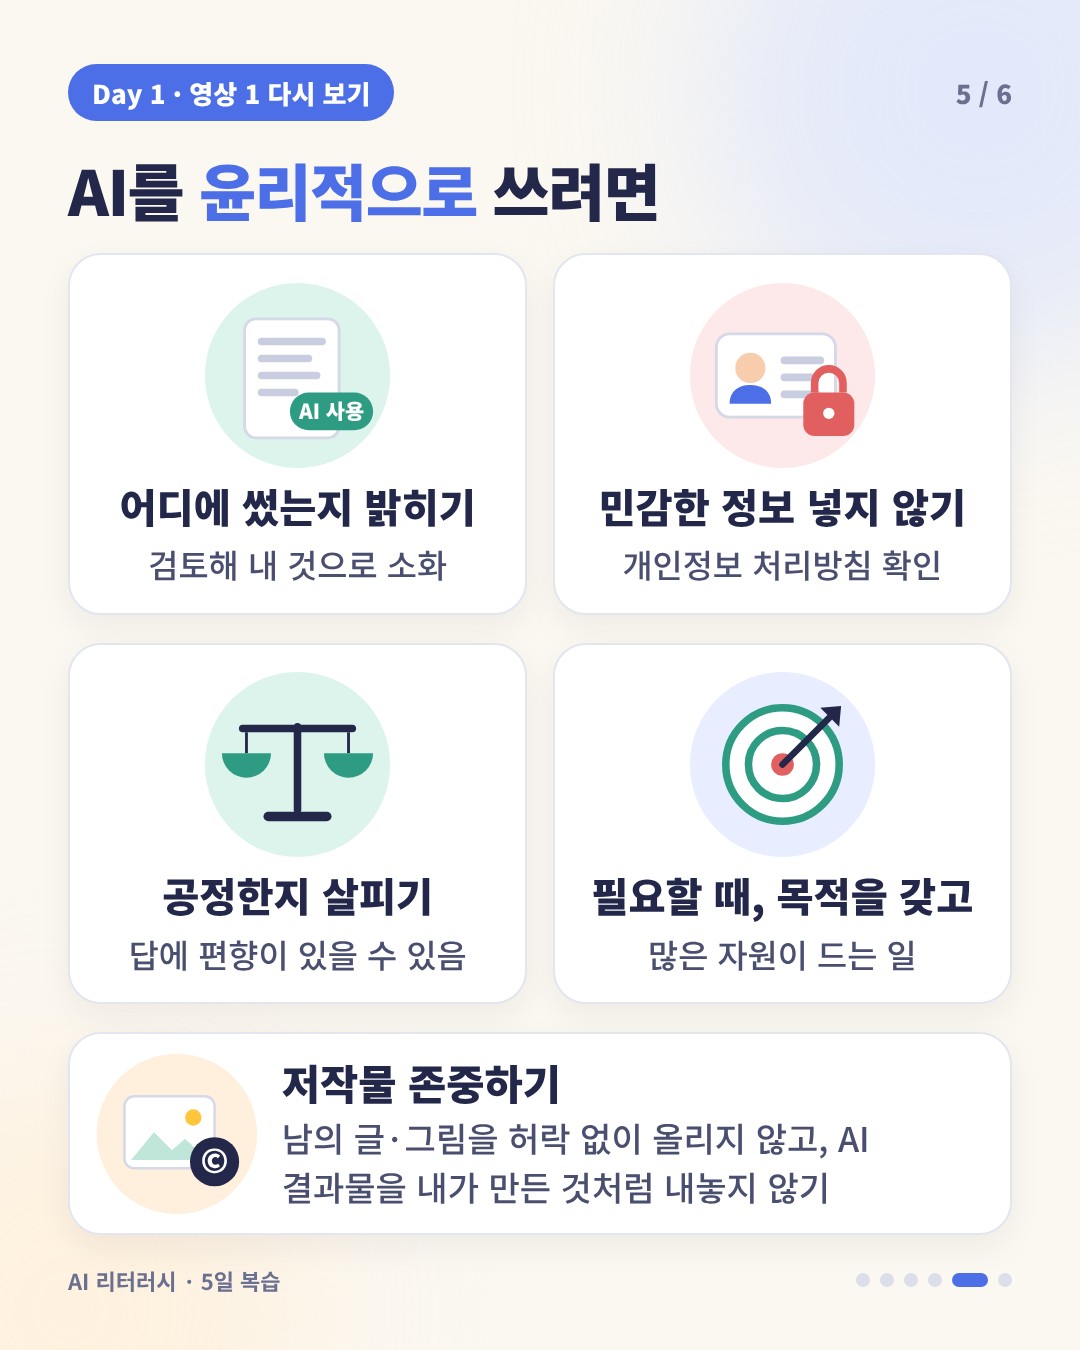 Day 1 · 영상 1 다시 보기
5 / 6
AI를 윤리적으로 쓰려면
AI 사용
어디에 썼는지 밝히기
검토해 내 것으로 소화
민감한 정보 넣지 않기
개인정보 처리방침 확인
공정한지 살피기
답에 편향이 있을 수 있음
필요할 때, 목적을 갖고
많은 자원이 드는 일
©
저작물 존중하기
남의 글·그림을 허락 없이 올리지 않고, AI
결과물을 내가 만든 것처럼 내놓지 않기
AI 리터러시 · 5일 복습